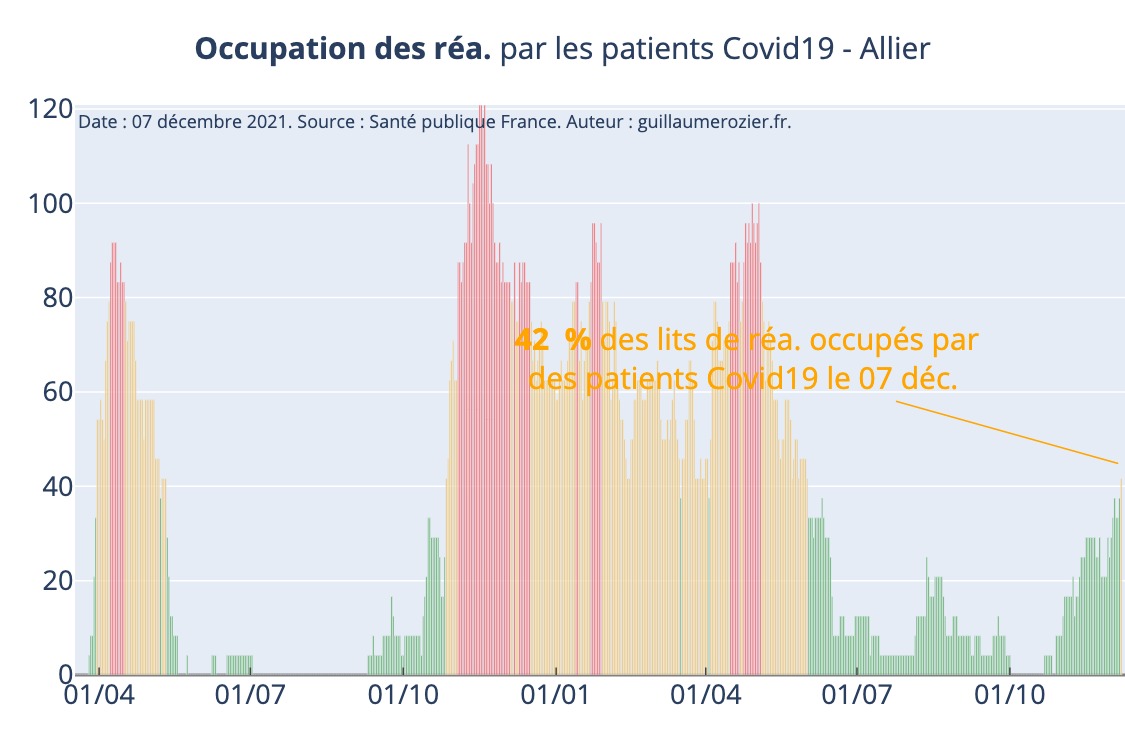 Occupation des réa. par les patients Covid19 - Allier
120
Date : 07 décembre 2021. Source : Santé publique France. Auteur : guillaumerozier.fr.
100
80
42 % des lits de réa. occupés par
des patients Covid19 le 07 déc.
60
40
20
0
01/04 01/07 01/10 01/01 01/04 01/07 01/10